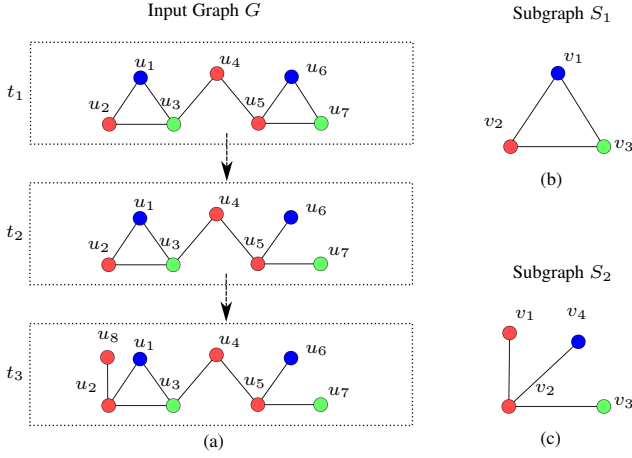 Input Graph G
t1
u1
u2
u3
u4
u5
u6
u7
t2
u1
u2
u3
u4
u5
u6
u7
t3
u8
u1
u2
u3
u4
u5
u6
u7
(a)
Subgraph S1
v1
v2
v3
(b)
Subgraph S2
v1
v4
v2
v3
(c)